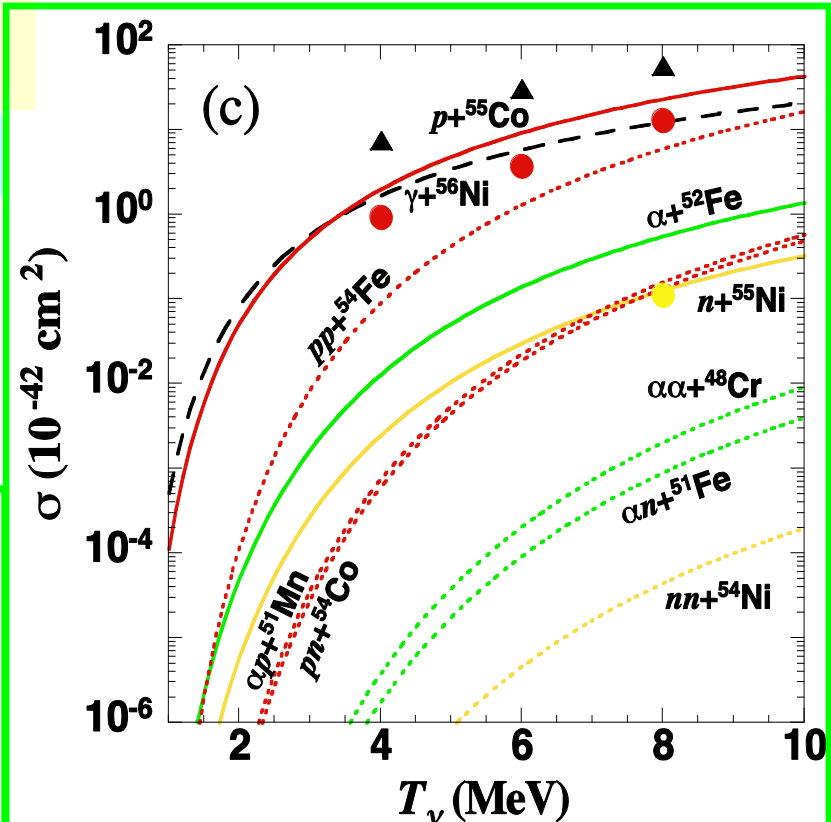 10²
(c)
p+⁵⁵Co
γ+⁵⁶Ni
10⁰
α+⁵²Fe
pp+⁵⁴Fe
n+⁵⁵Ni
σ (10⁻⁴² cm²)
10⁻²
αα+⁴⁸Cr
αn+⁵¹Fe
10⁻⁴
αp+⁵¹Mn
pn+⁵⁴Co
nn+⁵⁴Ni
10⁻⁶
2 4 6 8 10
Tᵥ (MeV)